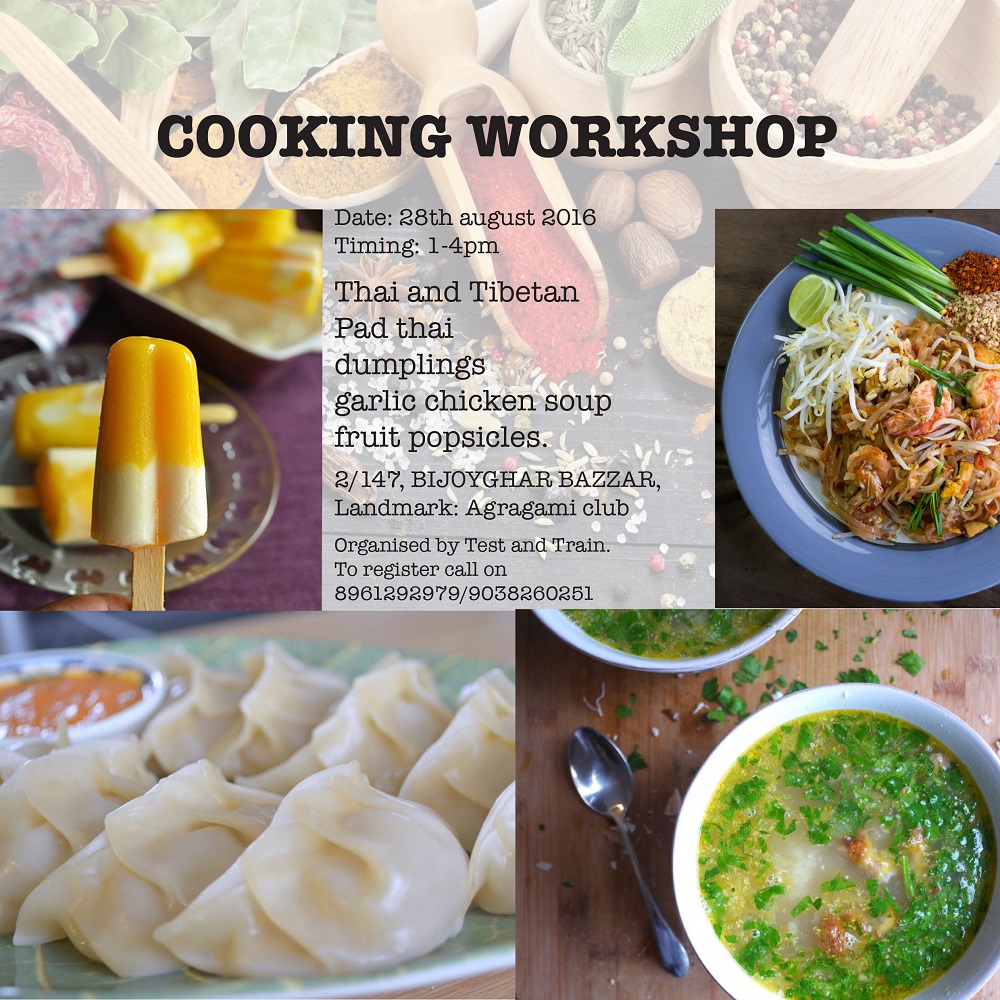 COOKING WORKSHOP
Date: 28th august 2016
Timing: 1-4pm
Thai and Tibetan
Pad thai
dumplings
garlic chicken soup
fruit popsicles.
2/147, BIJOYGHAR BAZZAR,
Landmark: Agragami club
Organised by Test and Train.
To register call on
8961292979/9038260251